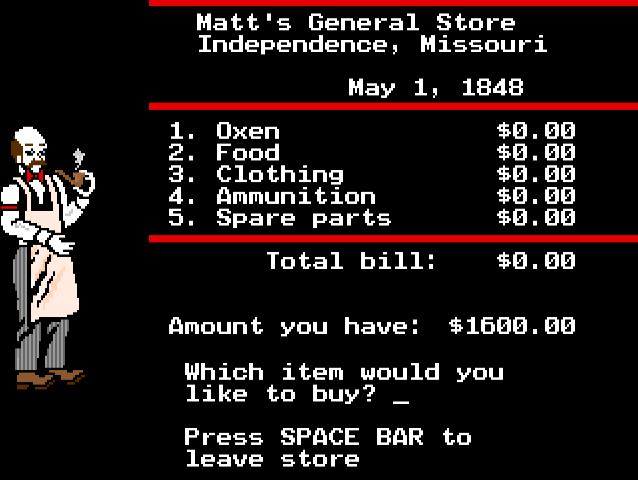 Matt's General Store
Independence, Missouri
May 1, 1848
1. Oxen $0.00
2. Food $0.00
3. Clothing $0.00
4. Ammunition $0.00
5. Spare parts $0.00
Total bill: $0.00
Amount you have: $1600.00
Which item would you
like to buy? _
Press SPACE BAR to
leave store